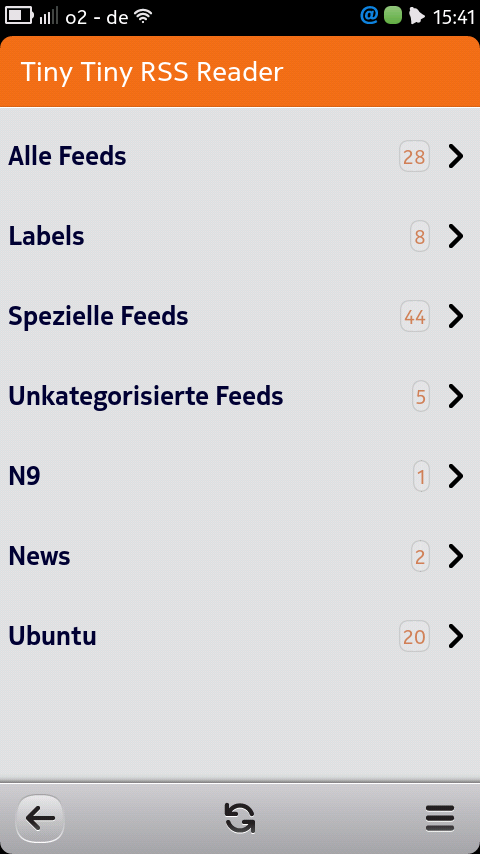 o2 - de @ 15:41
Tiny Tiny RSS Reader
Alle Feeds 28
Labels 8
Spezielle Feeds 44
Unkategorisierte Feeds 5
N9 1
News 2
Ubuntu 20